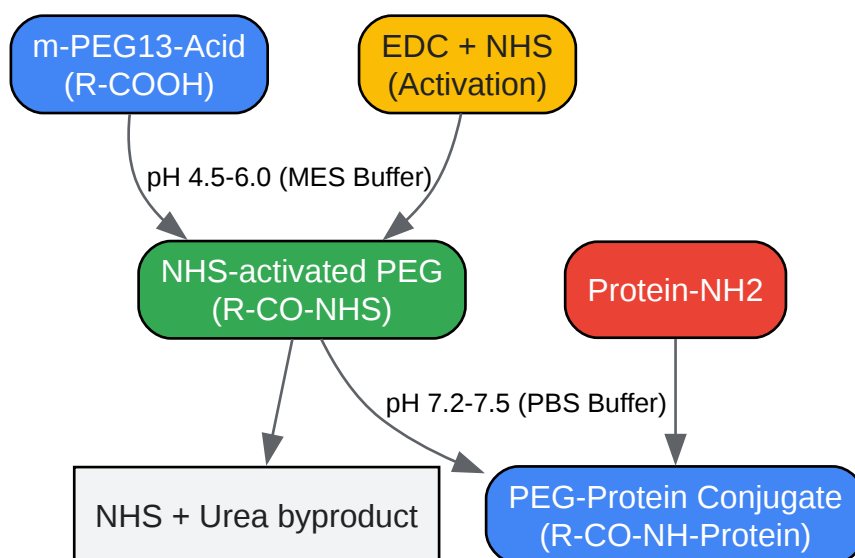 m-PEG13-Acid
(R-COOH)
EDC + NHS
(Activation)
pH 4.5-6.0 (MES Buffer)
NHS-activated PEG
(R-CO-NHS)
Protein-NH2
pH 7.2-7.5 (PBS Buffer)
NHS + Urea byproduct
PEG-Protein Conjugate
(R-CO-NH-Protein)